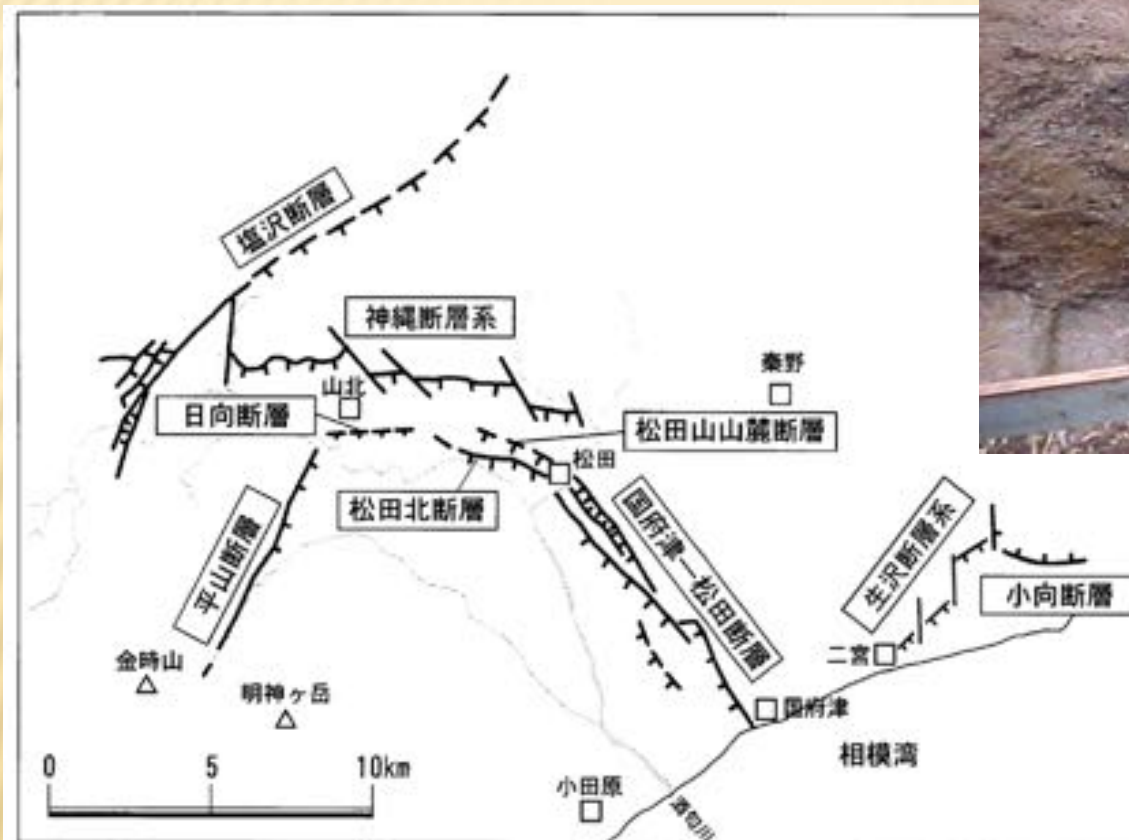 塩沢断層
神縄断層系
秦野
山北
日向断層
松田山山麓断層
松田
松田北断層
国府津―松田断層
生沢断層系
平山断層
小向断層
二宮
金時山
明神ヶ岳
国府津
相模湾
0 5 10km
小田原
酒匂川